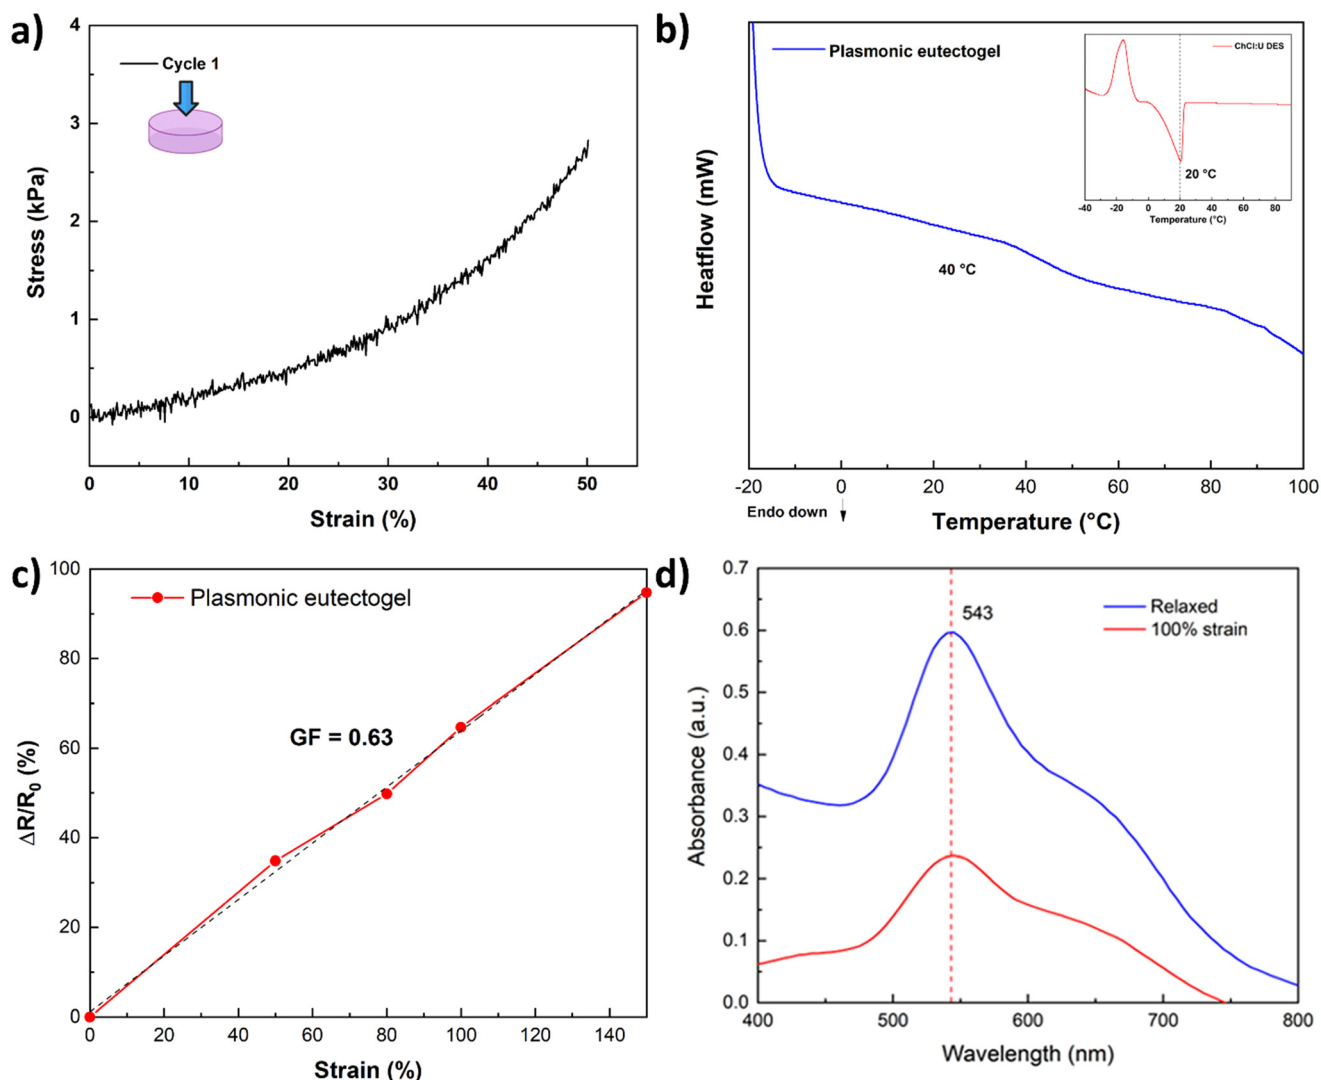 a)
4
3
2
1
0
Stress (kPa)
Cycle 1
0 10 20 30 40 50
Strain (%)
b)
Heatflow (mW)
Plasmonic eutectogel
ChCl:U DES
20 °C
-40 -20 0 20 40 60 80
Temperature (°C)
40 °C
-20 0 20 40 60 80 100
Endo down
Temperature (°C)
c)
100
80
60
40
20
0
ΔR/R0 (%)
Plasmonic eutectogel
GF = 0.63
0 20 40 60 80 100 120 140
Strain (%)
d)
0.7
0.6
0.5
0.4
0.3
0.2
0.1
0.0
Absorbance (a.u.)
543
Relaxed
100% strain
400 500 600 700 800
Wavelength (nm)